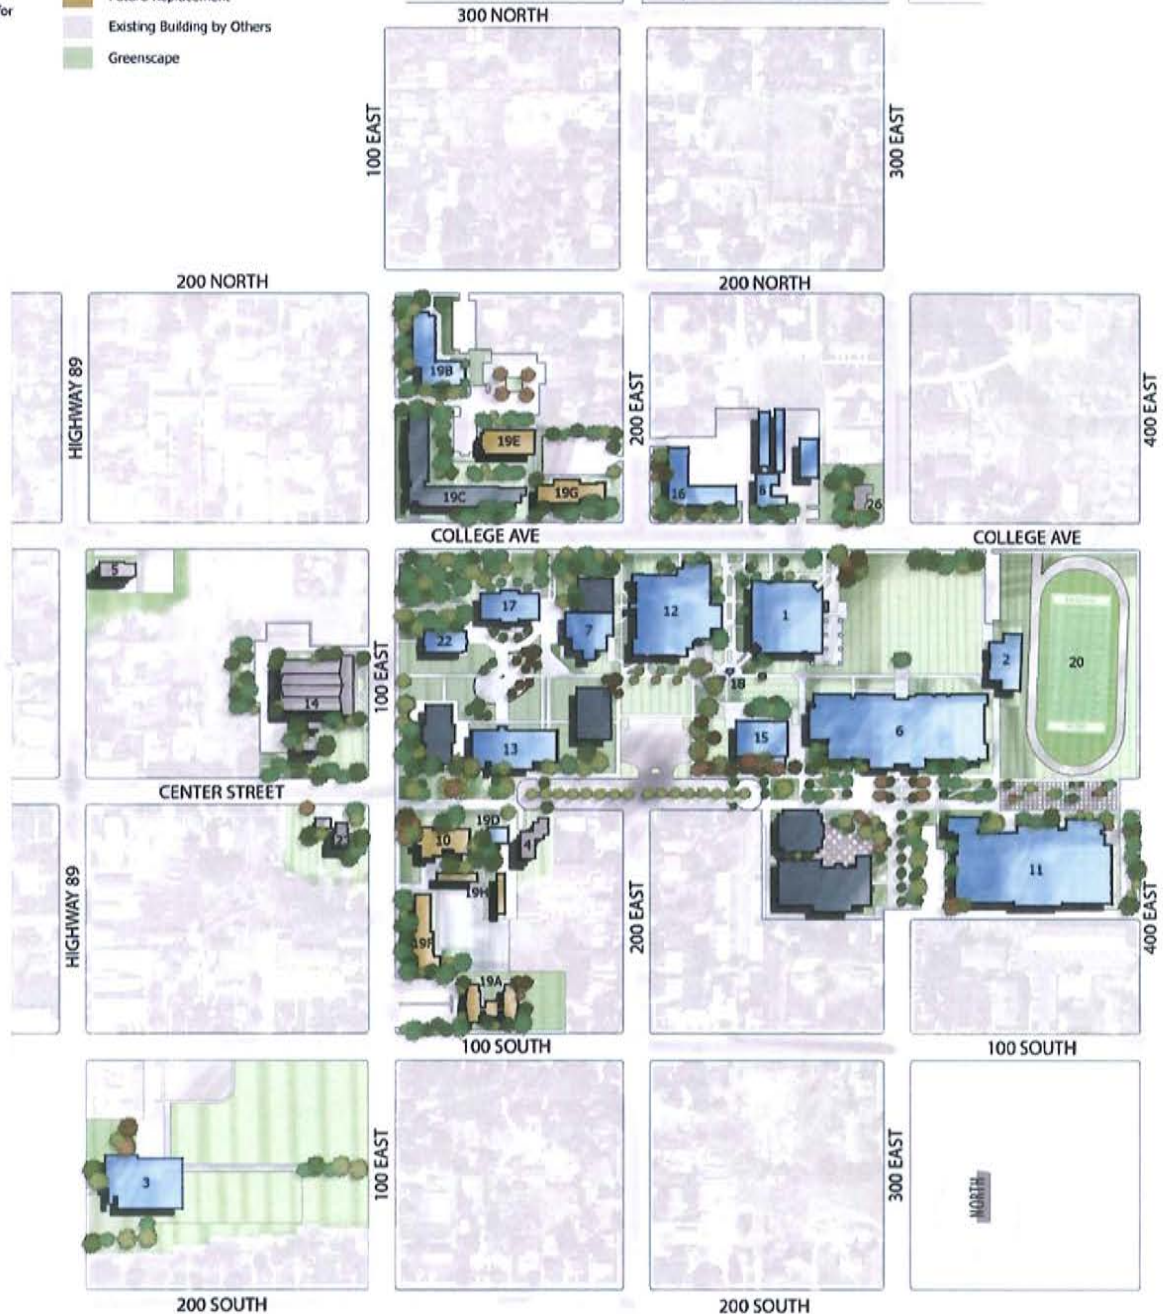 for
300 NORTH
Existing Building by Others
Greenscape
100 EAST
300 EAST
200 NORTH
200 NORTH
HIGHWAY 89
19B
200 EAST
400 EAST
19E
19C
19G
16
8
26
COLLEGE AVE
COLLEGE AVE
5
17
12
1
7
22
2
20
100 EAST
18
14
15
6
13
CENTER STREET
19D
10
4
23
11
19H
HIGHWAY 89
200 EAST
400 EAST
19F
19A
100 SOUTH
100 SOUTH
100 EAST
300 EAST
3
NORTH
200 SOUTH
200 SOUTH